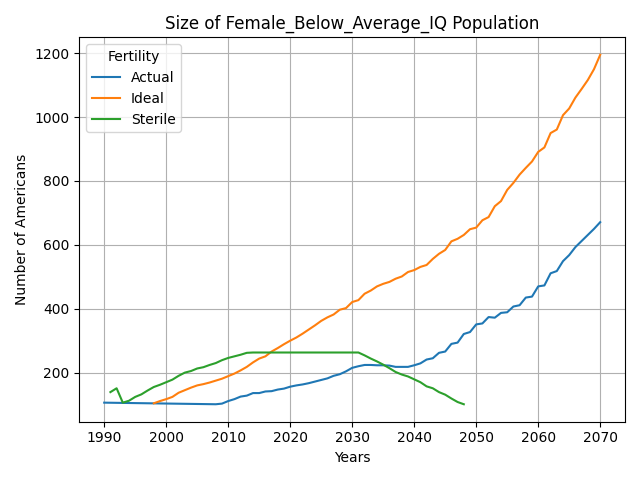 Size of Female_Below_Average_IQ Population
Number of Americans
1200
1000
800
600
400
200
Fertility
Actual
Ideal
Sterile
1990 2000 2010 2020 2030 2040 2050 2060 2070
Years